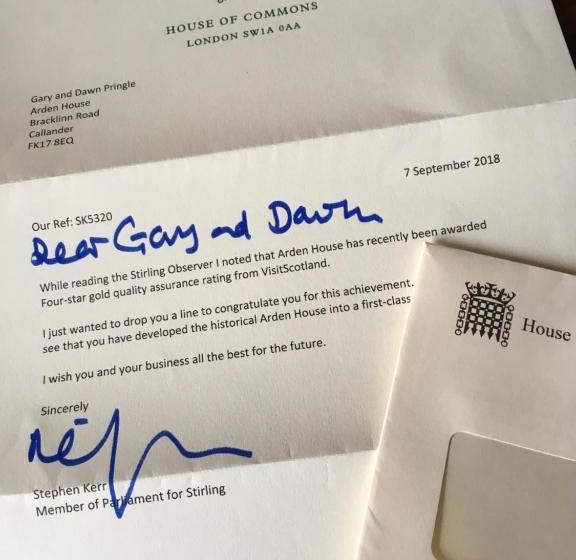 HOUSE OF COMMONS
LONDON SW1A 0AA
Gary and Dawn Pringle
Arden House
Bracklinn Road
Callander
FK17 8EQ
7 September 2018
Our Ref: SK5320
Dear Gary and Dawn
While reading the Stirling Observer I noted that Arden House has recently been awarded
Four-star gold quality assurance rating from VisitScotland.
I just wanted to drop you a line to congratulate you for this achievement.
see that you have developed the historical Arden House into a first-class
I wish you and your business all the best for the future.
Sincerely
Stephen Kerr
Member of Parliament for Stirling
House